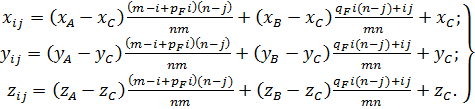 x_{ij} = (x_A − x_C) \frac{(m−i+p_F i)(n−j)}{nm} + (x_B − x_C) \frac{q_F i(n−j)+ij}{mn} + x_C;
y_{ij} = (y_A − y_C) \frac{(m−i+p_F i)(n−j)}{nm} + (y_B − y_C) \frac{q_F i(n−j)+ij}{mn} + y_C;
z_{ij} = (z_A − z_C) \frac{(m−i+p_F i)(n−j)}{nm} + (z_B − z_C) \frac{q_F i(n−j)+ij}{mn} + z_C. }